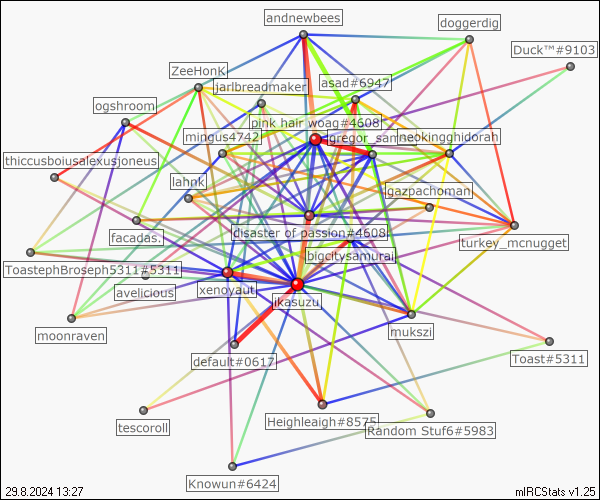 andnewbees
doggerdig
Duck™#9103
ZeeHonK
jarlbreadmaker
asad#6947
ogshroom
pink hair woag#4608
mingus4742
gregor_san
neokingghidorah
thiccusboiusalexusjoneus
lahnk
gazpachoman
facadas.
disaster of passion#4608
turkey_mcnugget
bigcitysamurai
ToastephBroseph5311#5311
avelicious
xenoyaut
ikasuzu
moonraven
mukszi
default#0617
Toast#5311
tescoroll
Heighleaigh#8575
Random Stuf6#5983
Knowun#6424
29.8.2024 13:27
mIRCStats v1.25